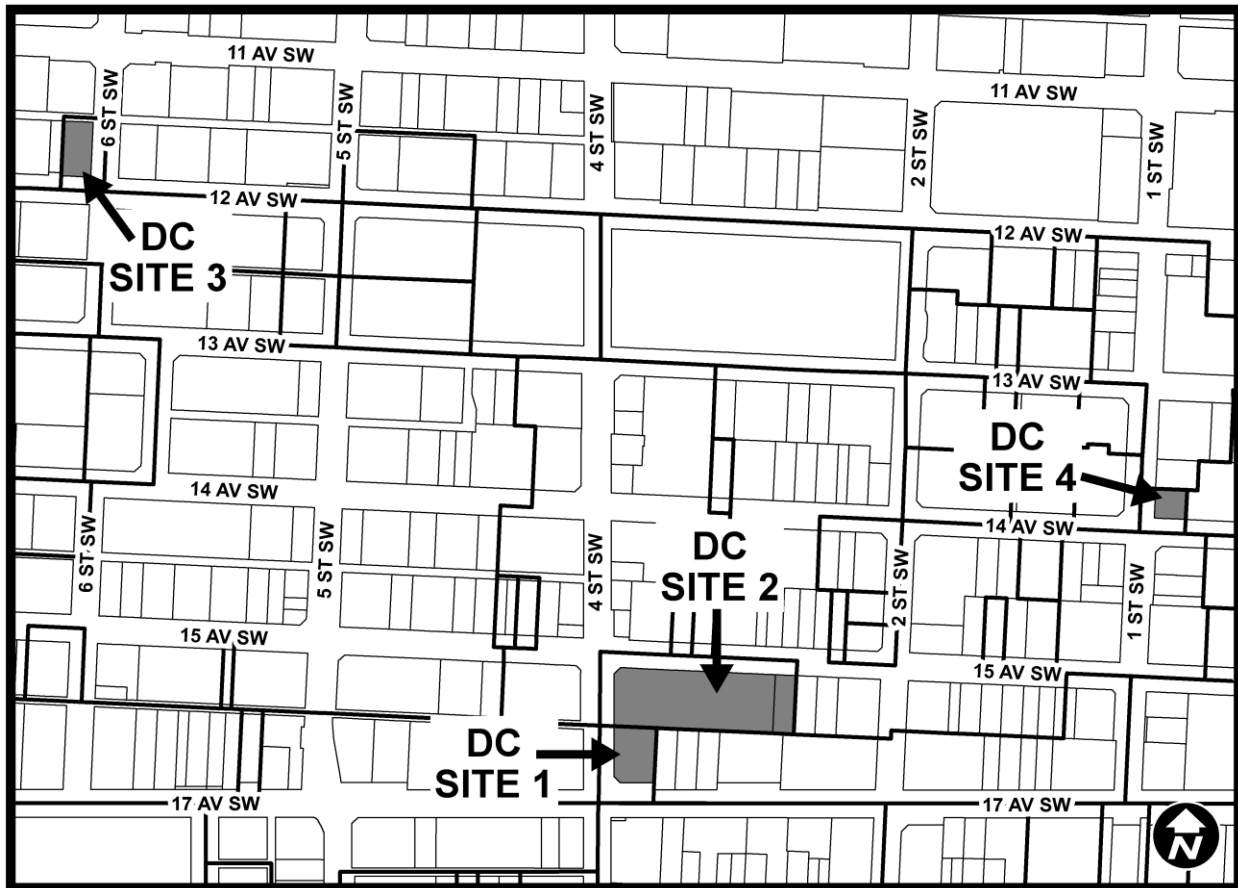 11 AV SW
11 AV SW
6 ST SW
5 ST SW
4 ST SW
2 ST SW
1 ST SW
12 AV SW
12 AV SW
DC
SITE 3
13 AV SW
13 AV SW
DC
SITE 4
14 AV SW
14 AV SW
6 ST SW
5 ST SW
4 ST SW
DC
SITE 2
2 ST SW
1 ST SW
15 AV SW
15 AV SW
DC
SITE 1
17 AV SW
17 AV SW
N